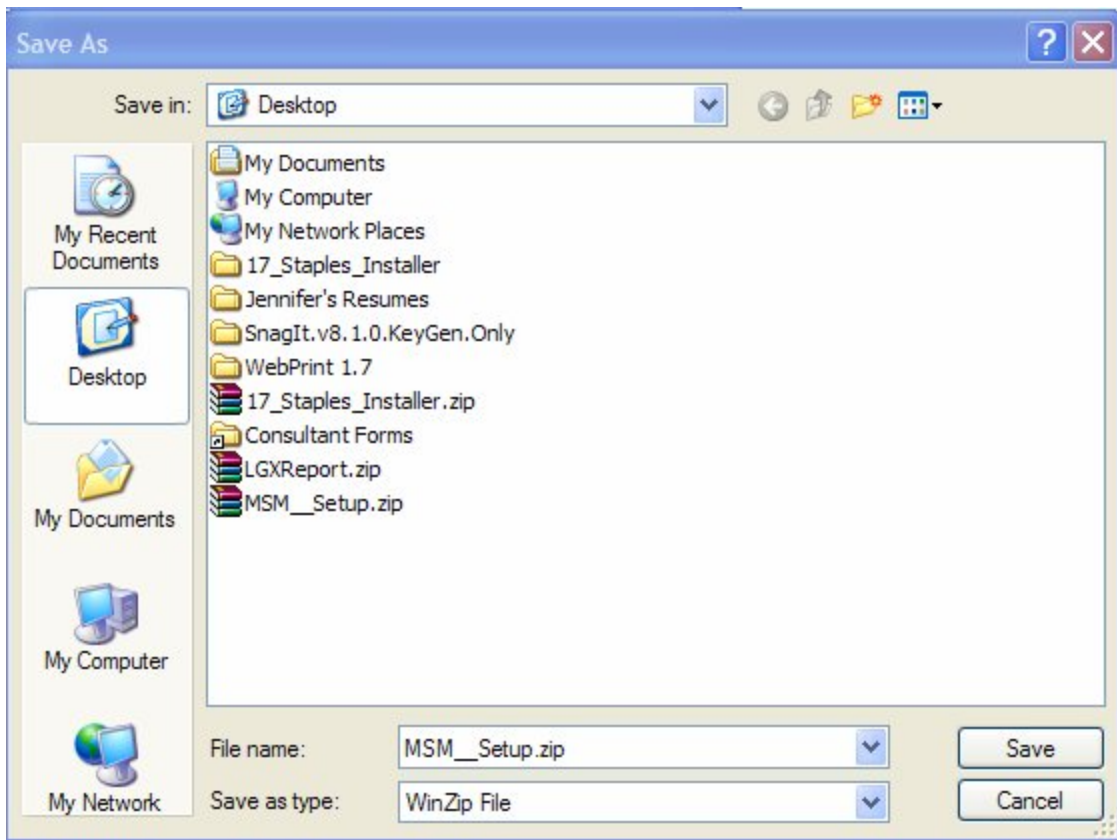 Save As
Save in:
Desktop
My Recent
Documents
Desktop
My Documents
My Computer
My Network
My Documents
My Computer
My Network Places
17_Staples_Installer
Jennifer's Resumes
SnagIt.v8.1.0.KeyGen.Only
WebPrint 1.7
17_Staples_Installer.zip
Consultant Forms
LGXReport.zip
MSM__Setup.zip
File name:
MSM__Setup.zip
Save
Save as type:
WinZip File
Cancel